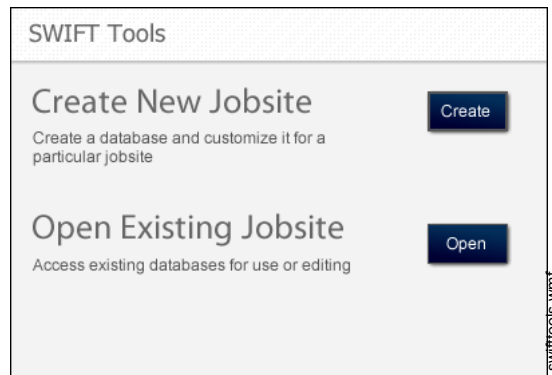 SWIFT Tools
Create New Jobsite
Create
Create a database and customize it for a
particular jobsite
Open Existing Jobsite
Open
Access existing databases for use or editing
swifttools.wmf